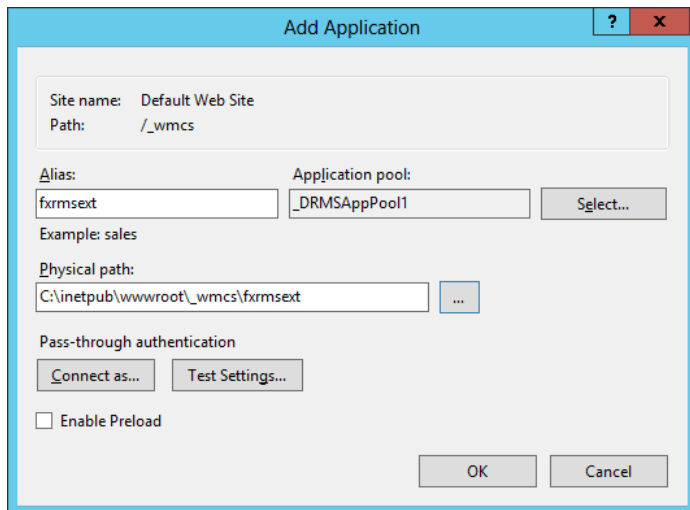 Add Application
?
x
Site name: Default Web Site
Path: /_wmcs
Alias: Application pool:
fxrmsext _DRMSAppPool1 Select...
Example: sales
Physical path:
C:\inetpub\wwwroot\_wmcs\fxrmsext ...
Pass-through authentication
Connect as... Test Settings...
Enable Preload
OK Cancel